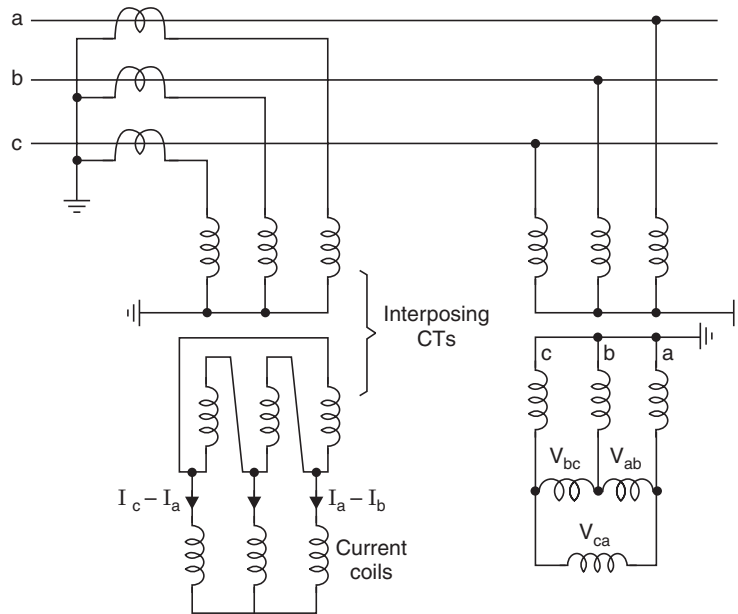 a
b
c
Interposing
CTs
c b a
V_bc V_ab
I_c – I_a I_a – I_b
V_ca
Current
coils